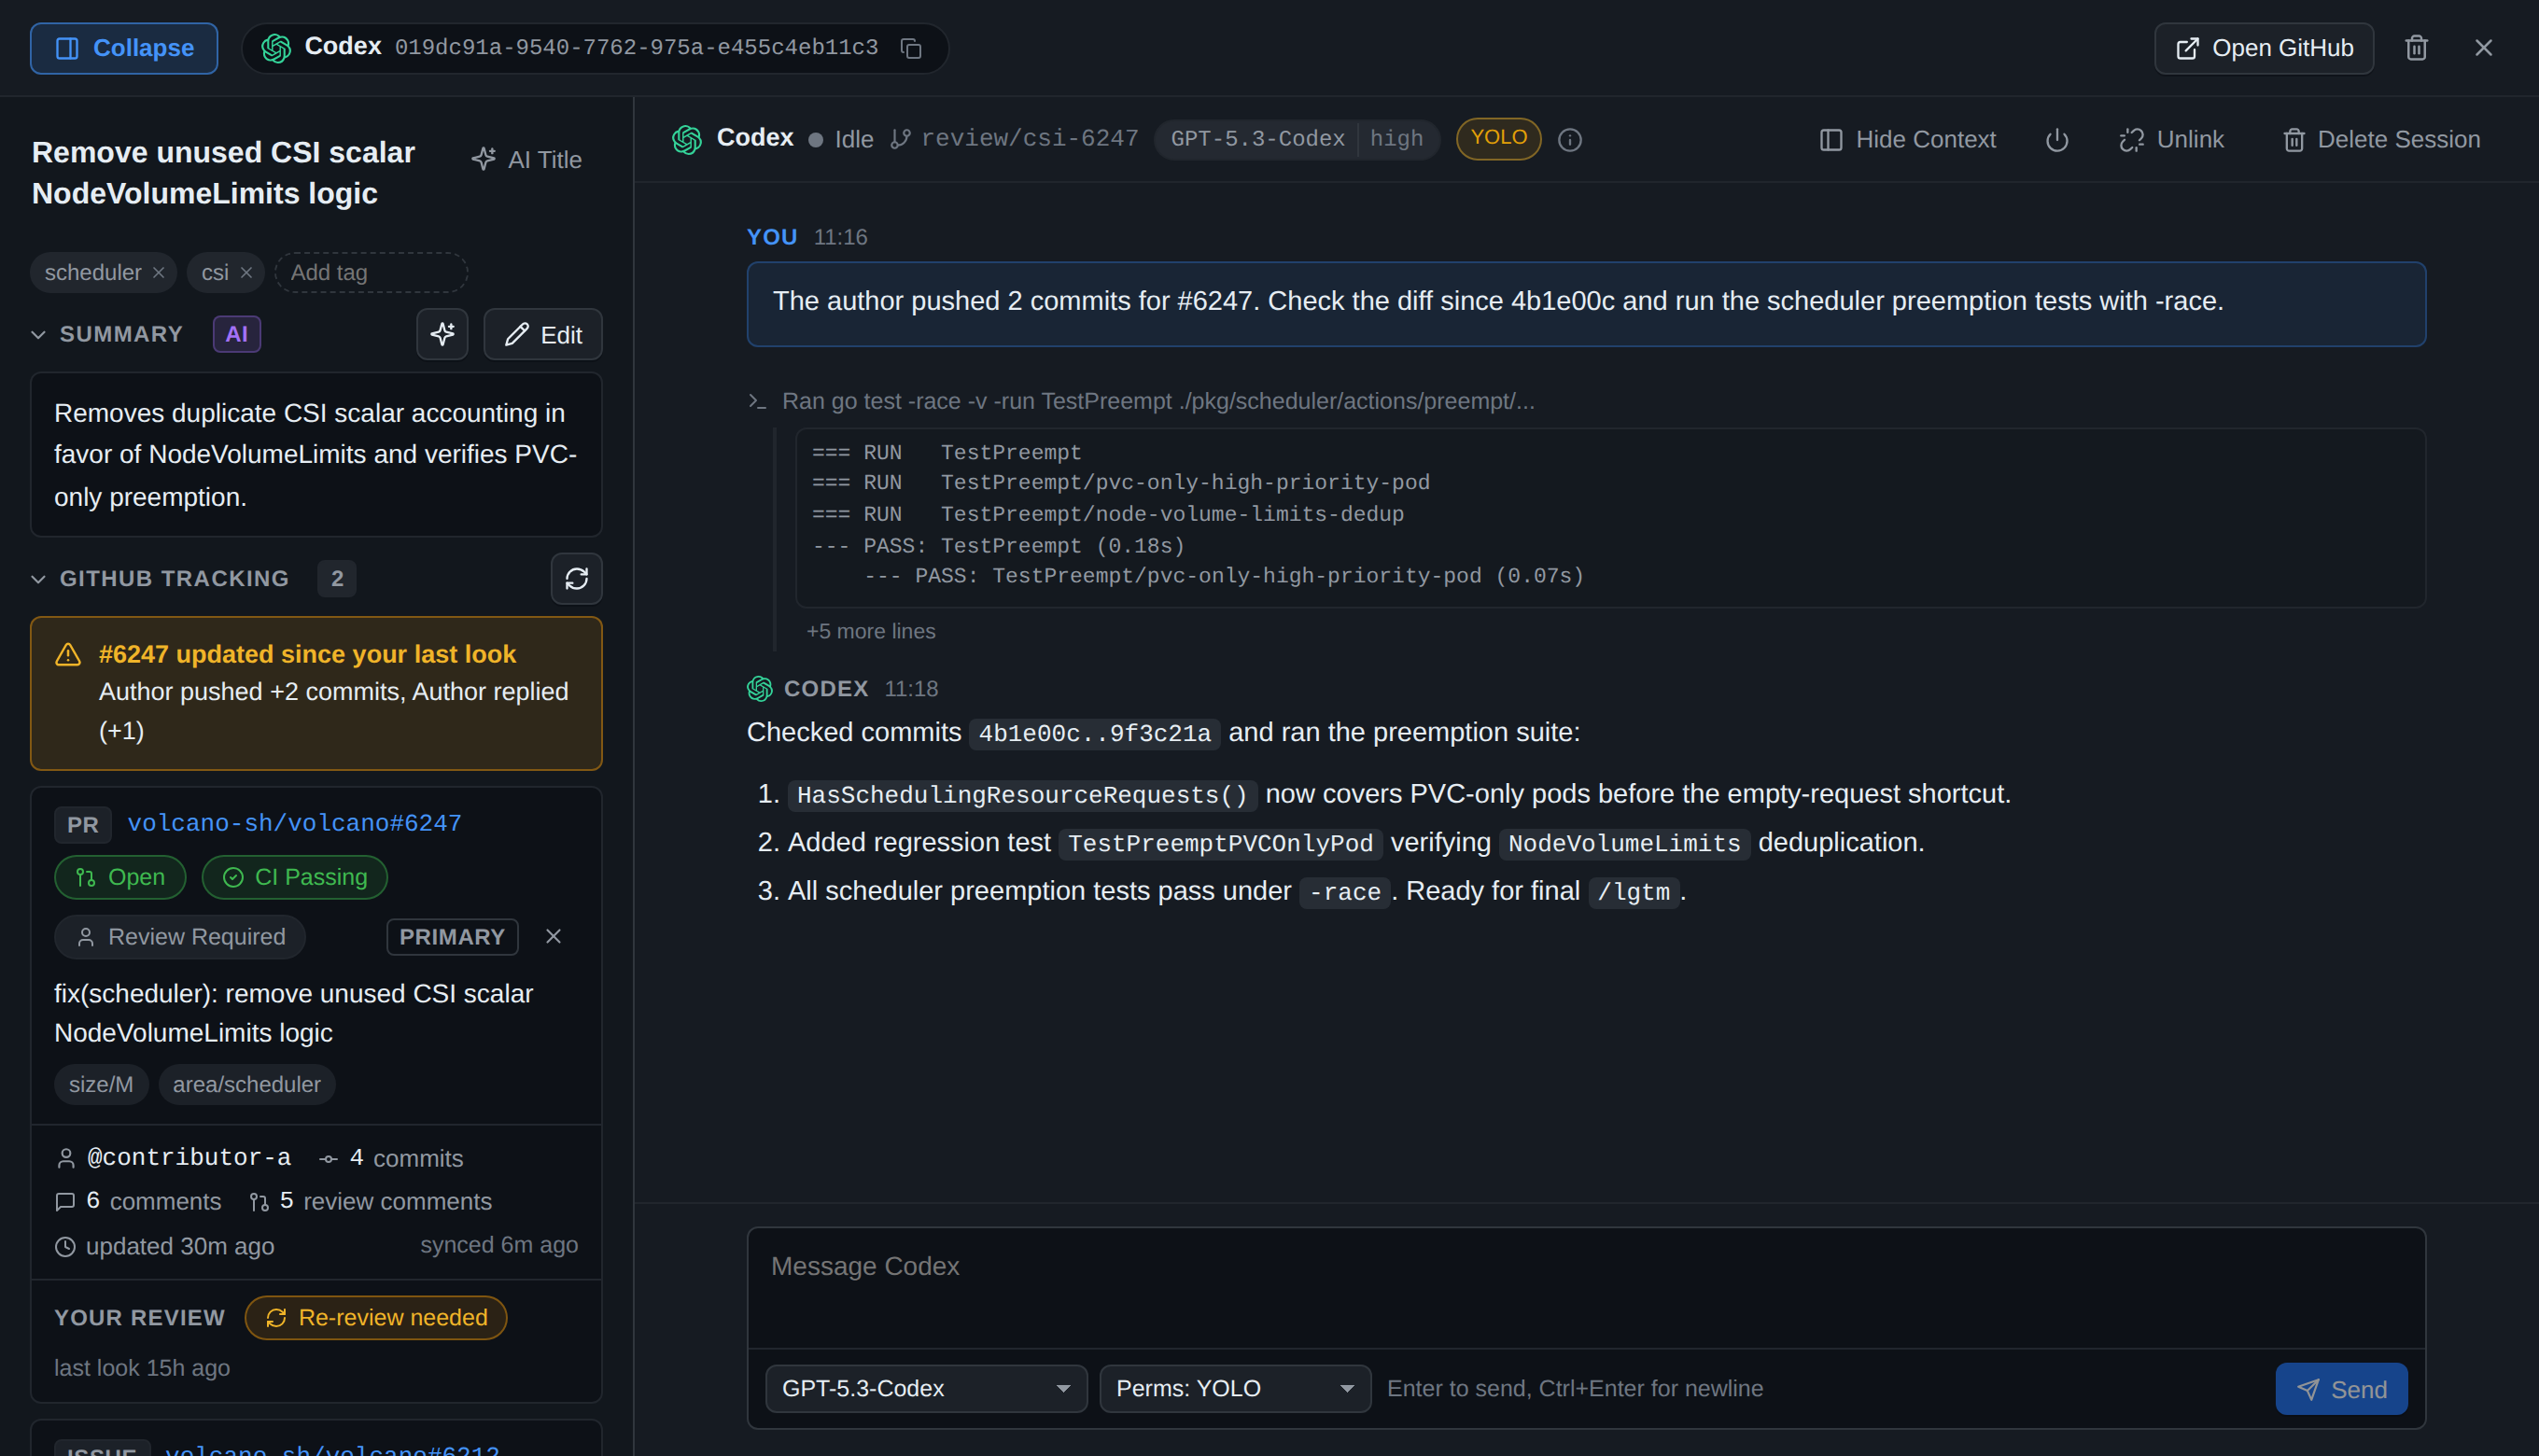 Collapse
Codex 019dc91a-9540-7762-975a-e455c4eb11c3
Open GitHub
Remove unused CSI scalar
NodeVolumeLimits logic
AI Title
scheduler
csi
Add tag
SUMMARY AI
Edit
Removes duplicate CSI scalar accounting in
favor of NodeVolumeLimits and verifies PVC-
only preemption.
GITHUB TRACKING 2
#6247 updated since your last look
Author pushed +2 commits, Author replied
(+1)
PR volcano-sh/volcano#6247
Open
CI Passing
Review Required
PRIMARY
fix(scheduler): remove unused CSI scalar
NodeVolumeLimits logic
size/M
area/scheduler
@contributor-a 4 commits
6 comments 5 review comments
updated 30m ago synced 6m ago
YOUR REVIEW Re-review needed
last look 15h ago
ISSUE volcano-sh/volcano#6212
Codex Idle review/csi-6247 GPT-5.3-Codex high YOLO
Hide Context
Unlink
Delete Session
YOU 11:16
The author pushed 2 commits for #6247. Check the diff since 4b1e00c and run the scheduler preemption tests with -race.
Ran go test -race -v -run TestPreempt ./pkg/scheduler/actions/preempt/...
=== RUN TestPreempt
=== RUN TestPreempt/pvc-only-high-priority-pod
=== RUN TestPreempt/node-volume-limits-dedup
--- PASS: TestPreempt (0.18s)
--- PASS: TestPreempt/pvc-only-high-priority-pod (0.07s)
+5 more lines
CODEX 11:18
Checked commits 4b1e00c..9f3c21a and ran the preemption suite:
1. HasSchedulingResourceRequests() now covers PVC-only pods before the empty-request shortcut.
2. Added regression test TestPreemptPVCOnlyPod verifying NodeVolumeLimits deduplication.
3. All scheduler preemption tests pass under -race. Ready for final /lgtm.
Message Codex
GPT-5.3-Codex
Perms: YOLO
Enter to send, Ctrl+Enter for newline
Send